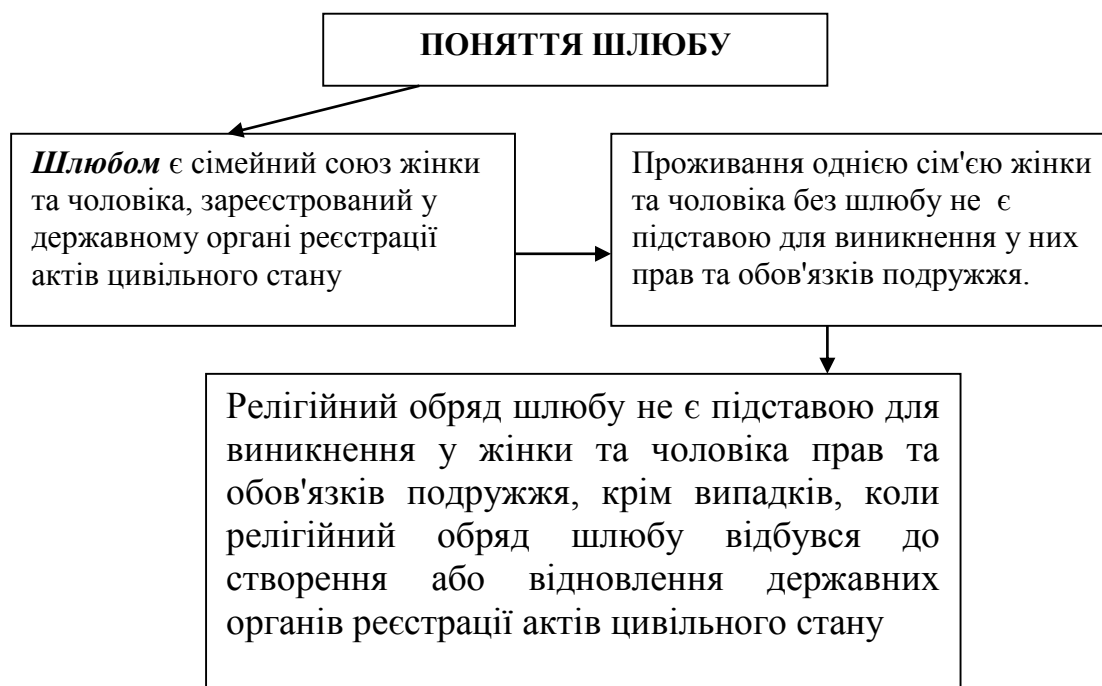 ПОНЯТТЯ ШЛЮБУ
Шлюбом є сімейний союз жінки
та чоловіка, зареєстрований у
державному органі реєстрації
актів цивільного стану
Проживання однією сім'єю жінки
та чоловіка без шлюбу не є
підставою для виникнення у них
прав та обов'язків подружжя.
Релігійний обряд шлюбу не є підставою для
виникнення у жінки та чоловіка прав та
обов'язків подружжя, крім випадків, коли
релігійний обряд шлюбу відбувся до
створення або відновлення державних
органів реєстрації актів цивільного стану